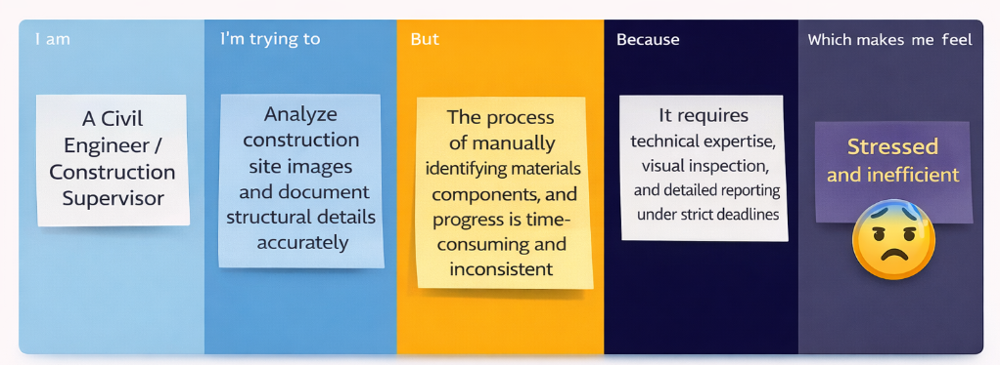 I am
A Civil
Engineer /
Construction
Supervisor
I'm trying to
Analyze
construction
site images
and document
structural details
accurately
But
The process
of manually
identifying materials
components, and
progress is time-
consuming and
inconsistent
Because
It requires
technical expertise,
visual inspection,
and detailed reporting
under strict deadlines
Which makes me feel
Stressed
and inefficient